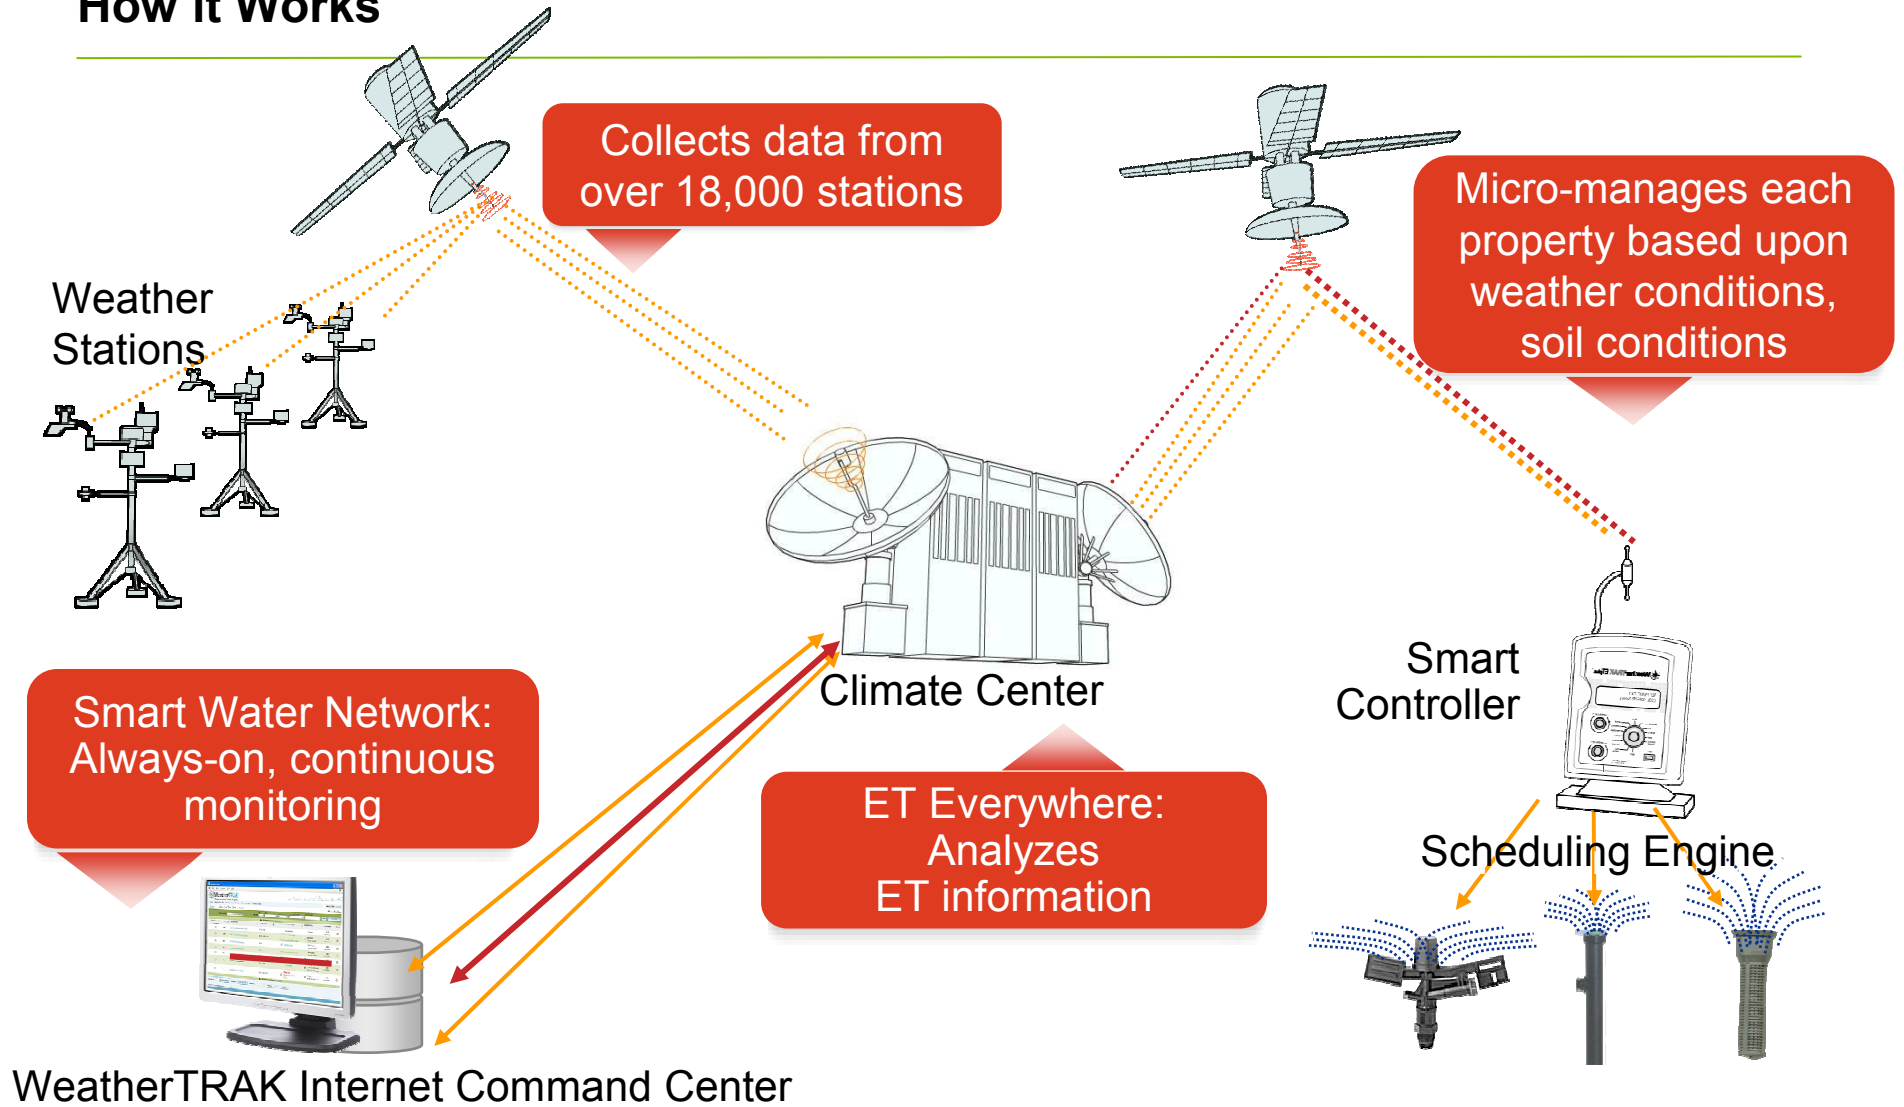 How it Works
Collects data from
over 18,000 stations
Micro-manages each
property based upon
weather conditions,
soil conditions
Weather
Stations
Climate Center
Smart
Controller
Smart Water Network:
Always-on, continuous
monitoring
ET Everywhere:
Analyzes
ET information
Scheduling Engine
WeatherTRAK Internet Command Center